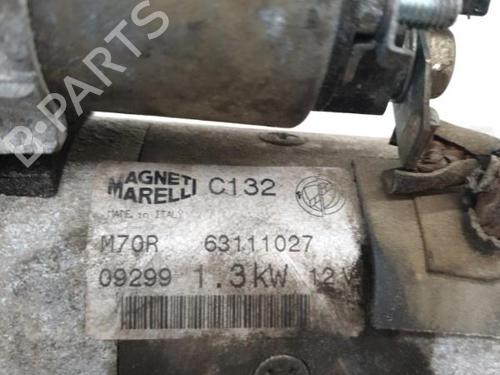 B-PARTS
MAGNETI
MARELLI C132
MADE in ITALY
M70R 63111027
09299 1.3kW 12V